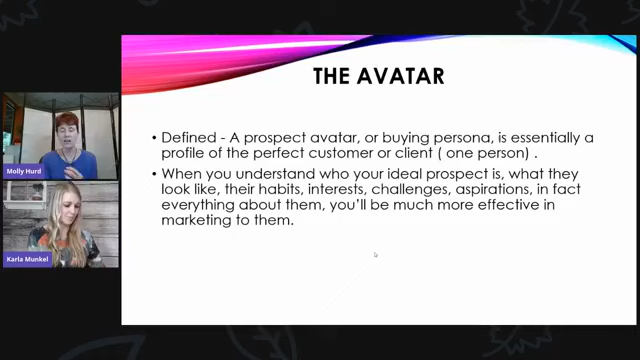 THE AVATAR
• Defined - A prospect avatar, or buying persona, is essentially a
profile of the perfect customer or client ( one person) .
• When you understand who your ideal prospect is, what they
look like, their habits, interests, challenges, aspirations, in fact
everything about them, you'll be much more effective in
marketing to them.
Molly Hurd
Karla Munkel